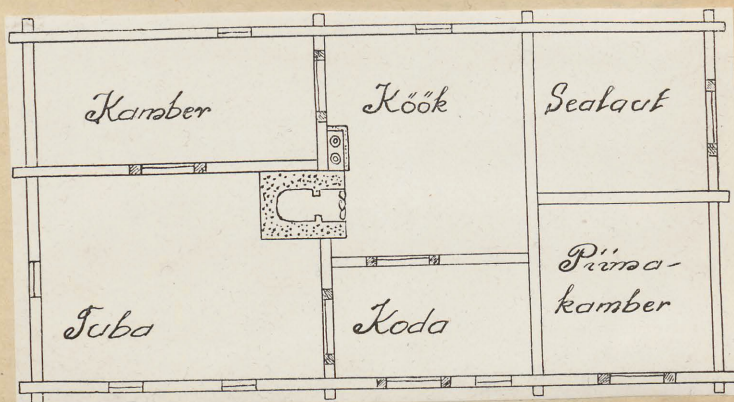 Kamber
Köök
Sealaut
Tuba
Koda
Piima-
kamber